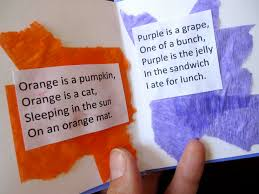 Orange is a pumpkin,
Orange is a cat,
Sleeping in the sun
On an orange mat.
Purple is a grape,
One of a bunch,
Purple is the jelly
In the sandwich
I ate for lunch.